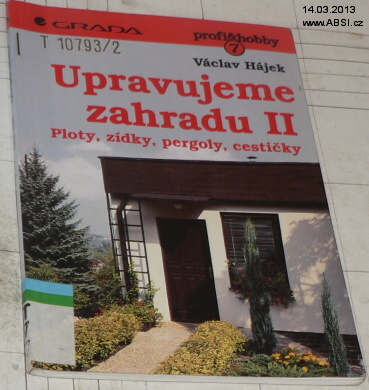 14.03.2013
www.ABSI.cz
GRADA
profi&hobby
7
T 10793/2
Václav Hájek
Upravujeme
zahradu II
Ploty, zídky, pergoly, cestičky